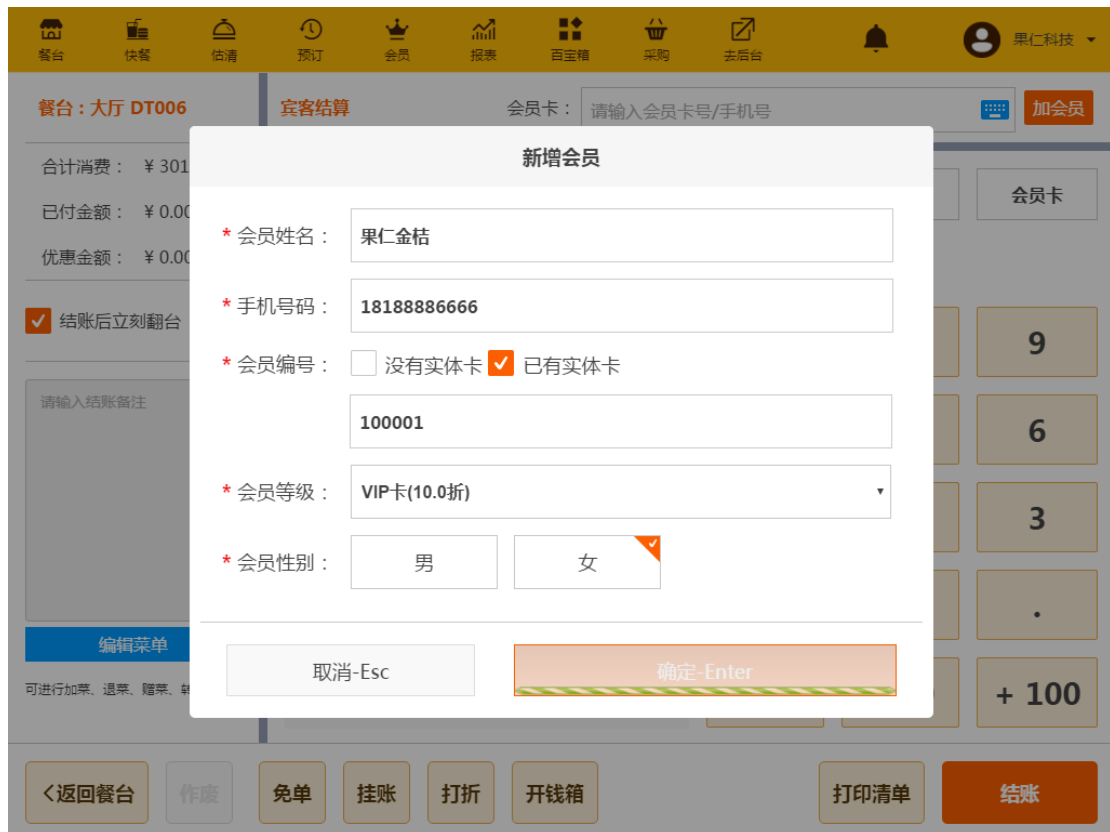 餐台 快餐 估清 预订 会员 报表 百宝箱 采购 去后台 果仁科技
餐台：大厅 DT006 宾客结算 会员卡： 请输入会员卡号/手机号 加会员
新增会员
合计消费： ￥301
会员卡
已付金额： ￥0.00
* 会员姓名： 果仁金桔
优惠金额： ￥0.00
* 手机号码： 18188886666
结账后立刻翻台
9
* 会员编号： 没有实体卡 已有实体卡
请输入结账备注
100001
6
* 会员等级： VIP卡(10.0折)
3
* 会员性别： 男 女
.
编辑菜单
取消-Esc 确定-Enter
可进行加菜、退菜、赠菜、
+ 100
<返回餐台 作废 免单 挂账 打折 开钱箱 打印清单 结账